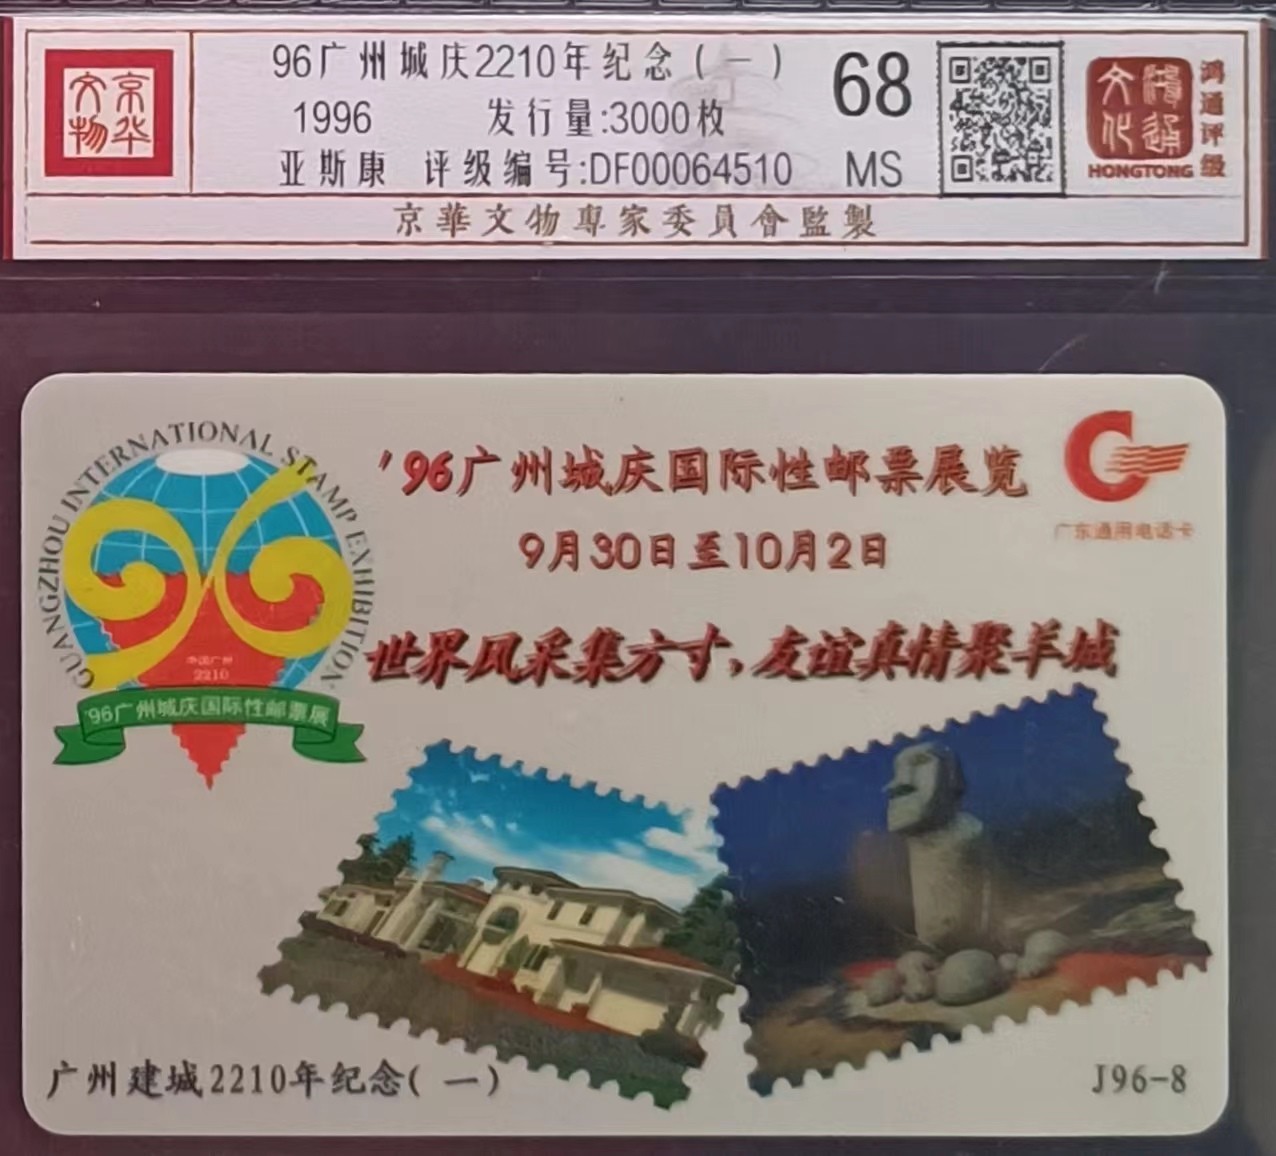 京华文物
96广州城庆2210年纪念(一)
1996 发行量:3000枚
亚斯康 评级编号:DF00064510
68
MS
鸿通文化
HONGTONG
鸿通评级
京華文物專家委員會監製
GUANGZHOU INTERNATIONAL STAMP EXHIBITION
96
中国广州
2210
'96广州城庆国际性邮票展
'96广州城庆国际性邮票展览
9月30日至10月2日
世界风采集方寸,友谊真情聚羊城
广东通用电话卡
广州建城2210年纪念(一)
J96-8